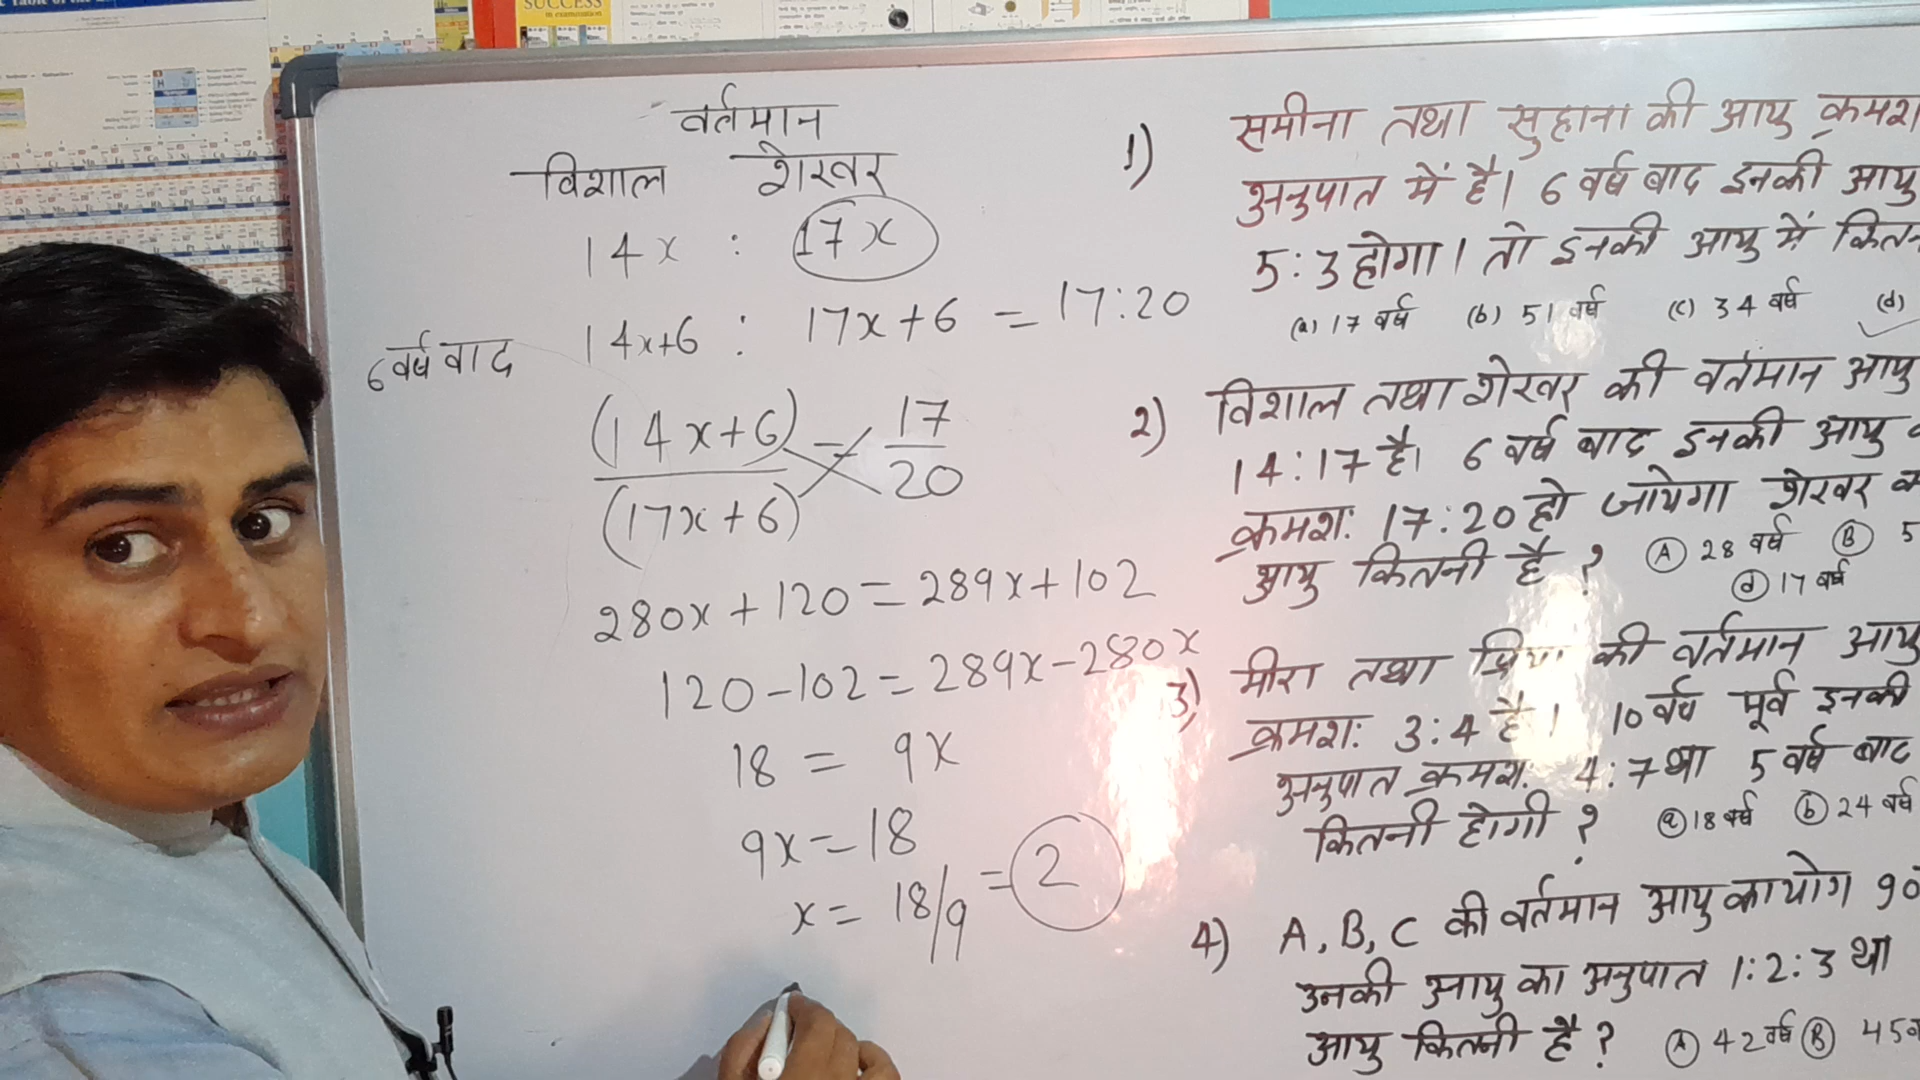 SUCCESS
in examination
वर्तमान
विशाल शेखर
14x : 17x
6 वर्ष बाद 14x+6 : 17x+6 = 17:20
(14x+6) = 17
(17x+6) 20
280x + 120 = 289x + 102
120 - 102 = 289x - 280x
18 = 9x
9x = 18
x = 18/9 = 2
1) समीना तथा सुहाना की आयु क्रमश
अनुपात में है। 6 वर्ष बाद इनकी आयु
5:3 होगा। तो इनकी आयु में कितन
(a) 17 वर्ष (b) 51 वर्ष (c) 34 वर्ष (d)
2) विशाल तथा शेखर की वर्तमान आयु
14:17 है। 6 वर्ष बाद इनकी आयु
क्रमश: 17:20 हो जायेगा शेखर
आयु कितनी है ? (A) 28 वर्ष (B) 5
(d) 17 वर्ष
3) मीरा तथा की वर्तमान आयु
क्रमश: 3:4 है। 10 वर्ष पूर्व इनकी
अनुपात क्रमश: 4:7 था 5 वर्ष बाद
कितनी होगी ? (a) 18 वर्ष (b) 24 वर्ष
4) A, B, C की वर्तमान आयु का योग 90
उनकी आयु का अनुपात 1:2:3 था
आयु कितनी है ? (A) 42 वर्ष (B) 45